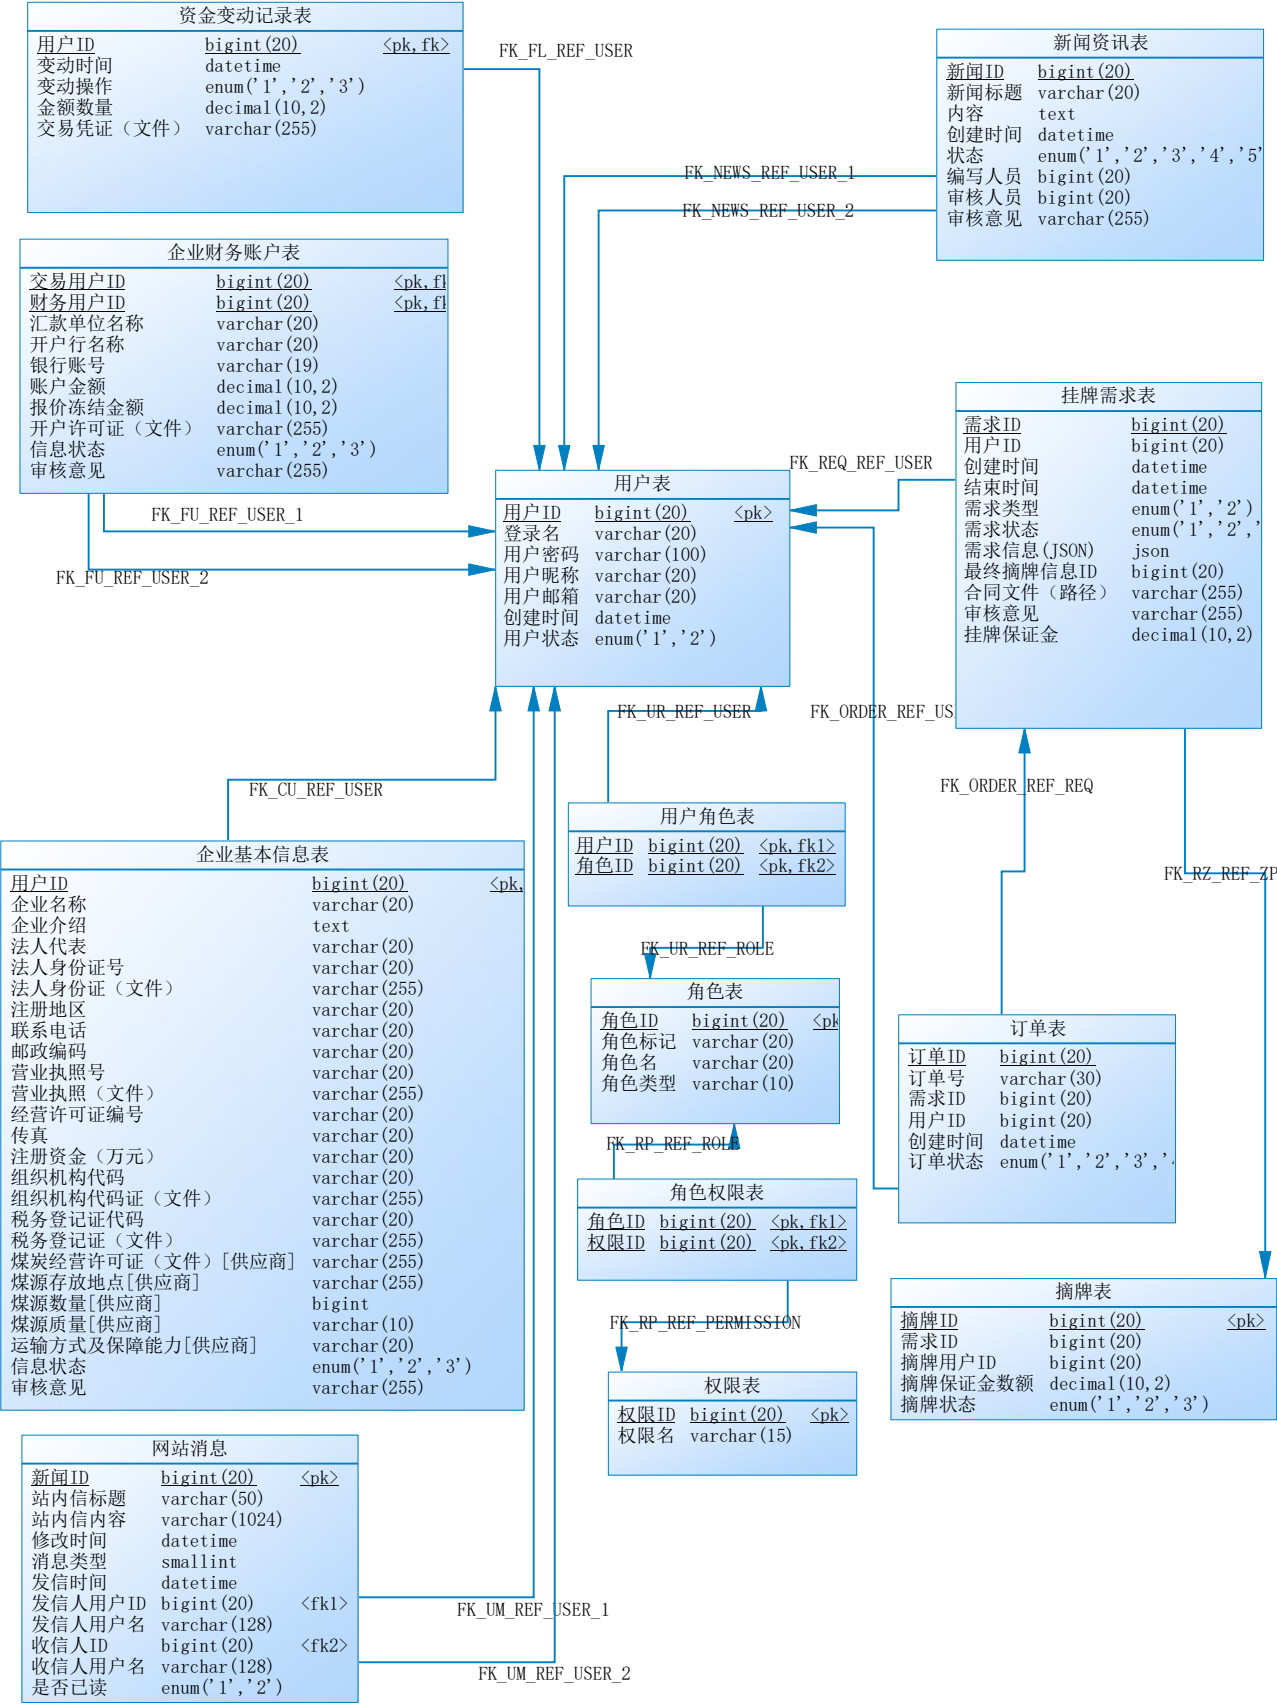 资金变动记录表
用户ID bigint(20) <pk,fk>
变动时间 datetime
变动操作 enum('1','2','3')
金额数量 decimal(10,2)
交易凭证（文件） varchar(255)
FK_FL_REF_USER
新闻资讯表
新闻ID bigint(20)
新闻标题 varchar(20)
内容 text
创建时间 datetime
状态 enum('1','2','3','4','5'
编写人员 bigint(20)
审核人员 bigint(20)
审核意见 varchar(255)
FK_NEWS_REF_USER_1
FK_NEWS_REF_USER_2
企业财务账户表
交易用户ID bigint(20) <pk,fk
财务用户ID bigint(20) <pk,fk
汇款单位名称 varchar(20)
开户行名称 varchar(20)
银行账号 varchar(19)
账户金额 decimal(10,2)
报价冻结金额 decimal(10,2)
开户许可证（文件） varchar(255)
信息状态 enum('1','2','3')
审核意见 varchar(255)
FK_FU_REF_USER_1
FK_FU_REF_USER_2
用户表
用户ID bigint(20) <pk>
登录名 varchar(20)
用户密码 varchar(100)
用户昵称 varchar(20)
用户邮箱 varchar(20)
创建时间 datetime
用户状态 enum('1','2')
FK_REQ_REF_USER
挂牌需求表
需求ID bigint(20)
用户ID bigint(20)
创建时间 datetime
结束时间 datetime
需求类型 enum('1','2')
需求状态 enum('1','2','
需求信息(JSON) json
最终摘牌信息ID bigint(20)
合同文件（路径） varchar(255)
审核意见 varchar(255)
挂牌保证金 decimal(10,2)
FK_UR_REF_USER
FK_ORDER_REF_US
FK_CU_REF_USER
FK_ORDER_REF_REQ
FK_RZ_REF_ZP
用户角色表
用户ID bigint(20) <pk,fk1>
角色ID bigint(20) <pk,fk2>
FK_UR_REF_ROLE
企业基本信息表
用户ID bigint(20) <pk,
企业名称 varchar(20)
企业介绍 text
法人代表 varchar(20)
法人身份证号 varchar(20)
法人身份证（文件） varchar(255)
注册地区 varchar(20)
联系电话 varchar(20)
邮政编码 varchar(20)
营业执照号 varchar(20)
营业执照（文件） varchar(255)
经营许可证编号 varchar(20)
传真 varchar(20)
注册资金（万元） varchar(20)
组织机构代码 varchar(20)
组织机构代码证（文件） varchar(255)
税务登记证代码 varchar(20)
税务登记证（文件） varchar(255)
煤炭经营许可证（文件）[供应商] varchar(255)
煤源存放地点[供应商] varchar(255)
煤源数量[供应商] bigint
煤源质量[供应商] varchar(10)
运输方式及保障能力[供应商] varchar(20)
信息状态 enum('1','2','3')
审核意见 varchar(255)
角色表
角色ID bigint(20) <pk
角色标记 varchar(20)
角色名 varchar(20)
角色类型 varchar(10)
FK_RP_REF_ROLE
角色权限表
角色ID bigint(20) <pk,fk1>
权限ID bigint(20) <pk,fk2>
FK_RP_REF_PERMISSION
权限表
权限ID bigint(20) <pk>
权限名 varchar(15)
订单表
订单ID bigint(20)
订单号 varchar(30)
需求ID bigint(20)
用户ID bigint(20)
创建时间 datetime
订单状态 enum('1','2','3','4
摘牌表
摘牌ID bigint(20) <pk>
需求ID bigint(20)
摘牌用户ID bigint(20)
摘牌保证金数额 decimal(10,2)
摘牌状态 enum('1','2','3')
网站消息
新闻ID bigint(20) <pk>
站内信标题 varchar(50)
站内信内容 varchar(1024)
修改时间 datetime
消息类型 smallint
发信时间 datetime
发信人用户ID bigint(20) <fk1>
发信人用户名 varchar(128)
收信人ID bigint(20) <fk2>
收信人用户名 varchar(128)
是否已读 enum('1','2')
FK_UM_REF_USER_1
FK_UM_REF_USER_2